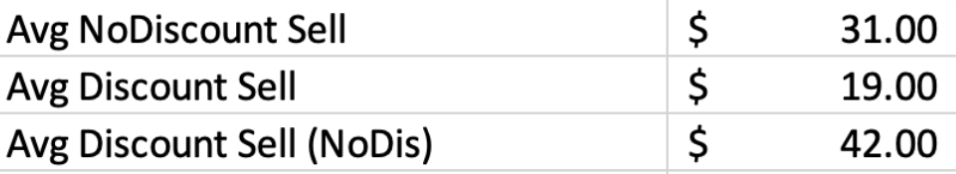 Avg NoDiscount Sell $ 31.00
Avg Discount Sell $ 19.00
Avg Discount Sell (NoDis) $ 42.00